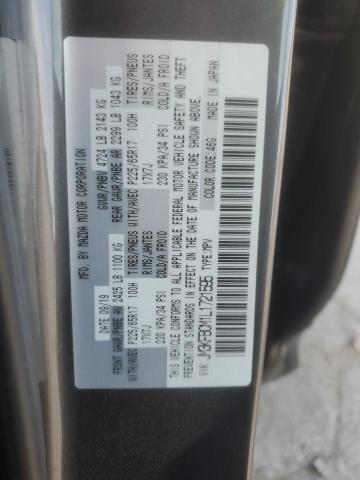 MFD. BY MAZDA MOTOR CORPORATION
DATE 09/19 GVWR/PNBV 4724 LB 2143 KG
FRONT GAWR/PNBE AV 2425 LB 1100 KG REAR GAWR/PNBE AR 2299 LB 1043 KG
WITH/AVEC P225/65R17 100H TIRES/PNEUS WITH/AVEC P225/65R17 100H TIRES/PNEUS
17X7J RIMS/JANTES 17X7J RIMS/JANTES
230 KPA/34 PSI COLD/A FROID 230 KPA/34 PSI COLD/A FROID
THIS VEHICLE CONFORMS TO ALL APPLICABLE FEDERAL MOTOR VEHICLE SAFETY AND THEFT
PREVENTION STANDARDS IN EFFECT ON THE DATE OF MANUFACTURE SHOWN ABOVE.
COLOR CODE:46G MADE IN JAPAN
VIN: TYPE:MPV